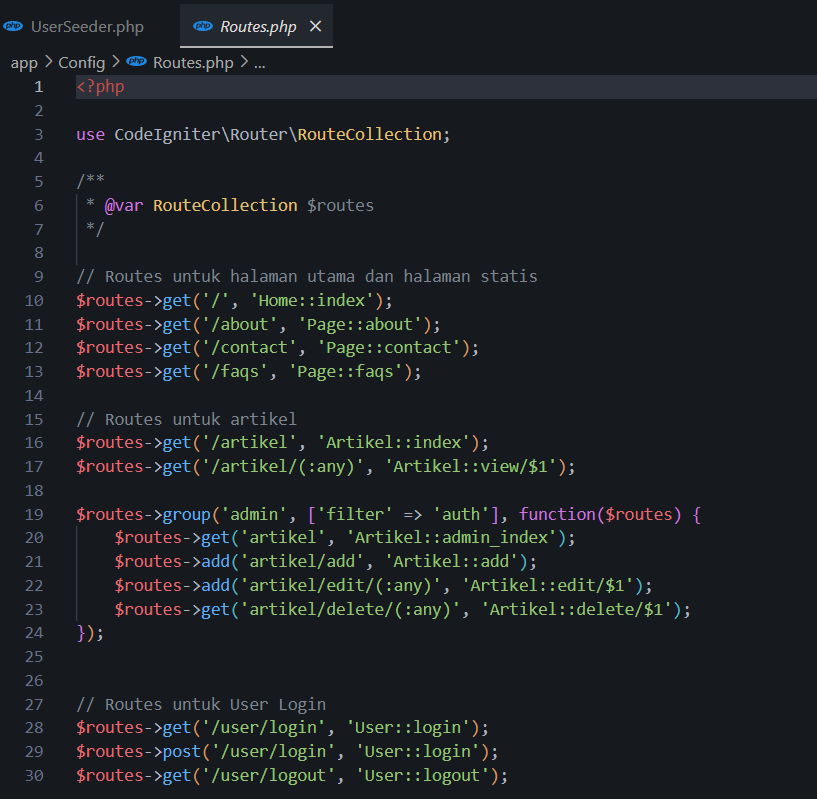 php UserSeeder.php php Routes.php ×
app > Config > php Routes.php > ...
1 <?php
2
3 use CodeIgniter\Router\RouteCollection;
4
5 /**
6  * @var RouteCollection $routes
7  */
8
9 // Routes untuk halaman utama dan halaman statis
10 $routes->get('/', 'Home::index');
11 $routes->get('/about', 'Page::about');
12 $routes->get('/contact', 'Page::contact');
13 $routes->get('/faqs', 'Page::faqs');
14
15 // Routes untuk artikel
16 $routes->get('/artikel', 'Artikel::index');
17 $routes->get('/artikel/(:any)', 'Artikel::view/$1');
18
19 $routes->group('admin', ['filter' => 'auth'], function($routes) {
20     $routes->get('artikel', 'Artikel::admin_index');
21     $routes->add('artikel/add', 'Artikel::add');
22     $routes->add('artikel/edit/(:any)', 'Artikel::edit/$1');
23     $routes->get('artikel/delete/(:any)', 'Artikel::delete/$1');
24 });
25
26
27 // Routes untuk User Login
28 $routes->get('/user/login', 'User::login');
29 $routes->post('/user/login', 'User::login');
30 $routes->get('/user/logout', 'User::logout');